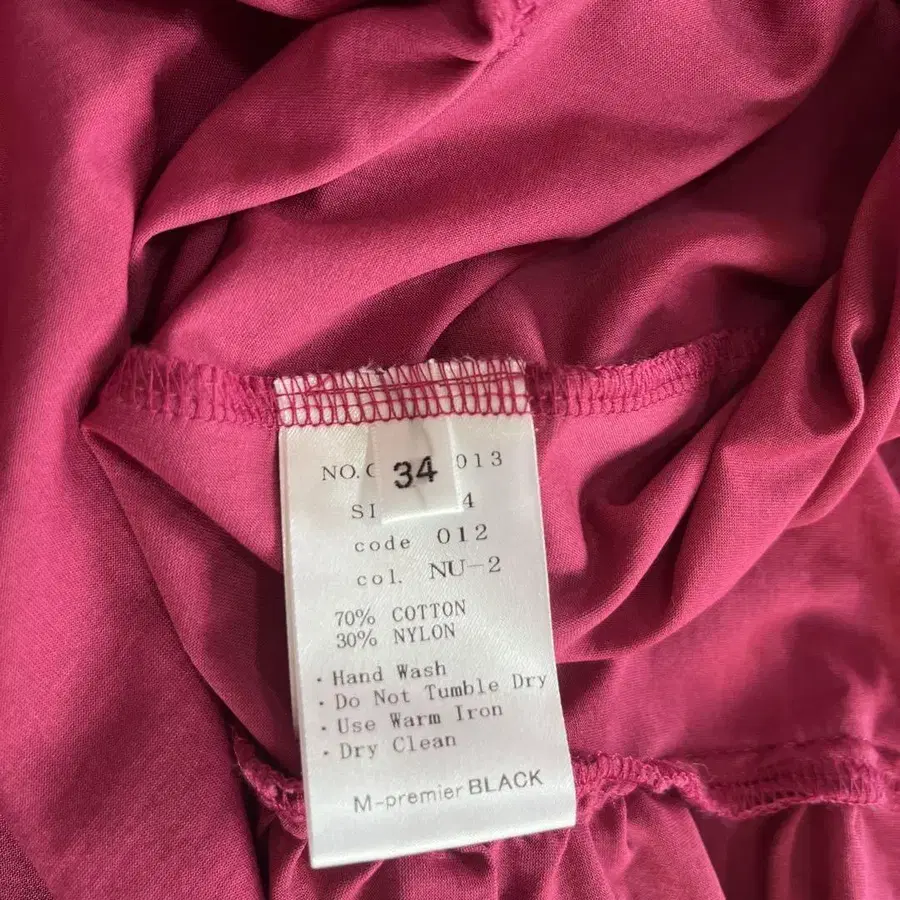 NO. 34 013
SI 4
code 012
col. NU-2
70% COTTON
30% NYLON
· Hand Wash
· Do Not Tumble Dry
· Use Warm Iron
· Dry Clean
M-premier BLACK